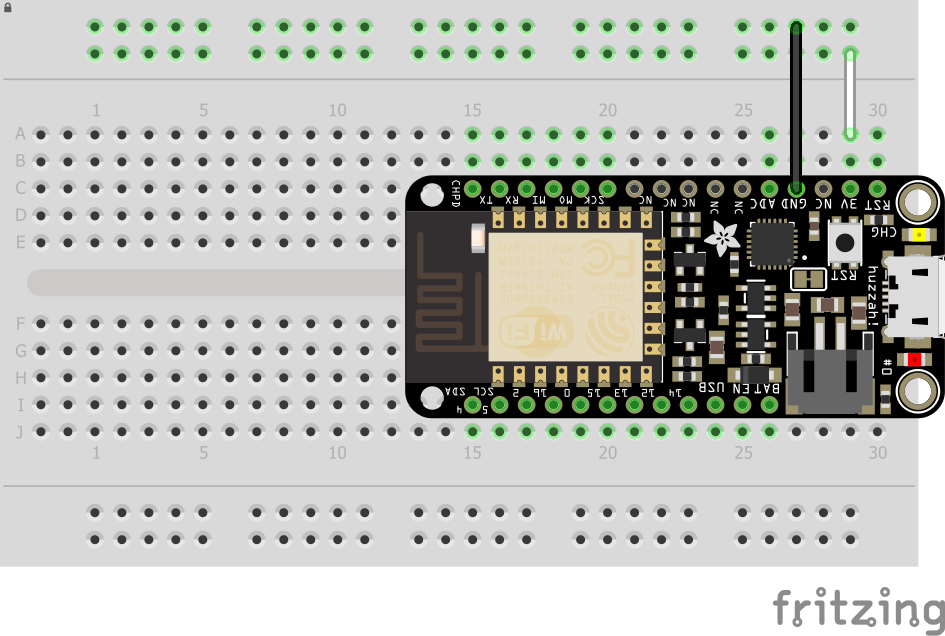 1 5 10 15 20 25 30
A
B
C
CHPD TX RX MI MO SCK NC NC NC NC NC ADC GND NC 3V RST
D
CHG
E
RST
huzzah!
WiFi
F
G
H
#0
I
SDA SCL 2 16 0 15 13 12 14 USB EN BAT
4 5
J
1 5 10 15 20 25 30
fritzing